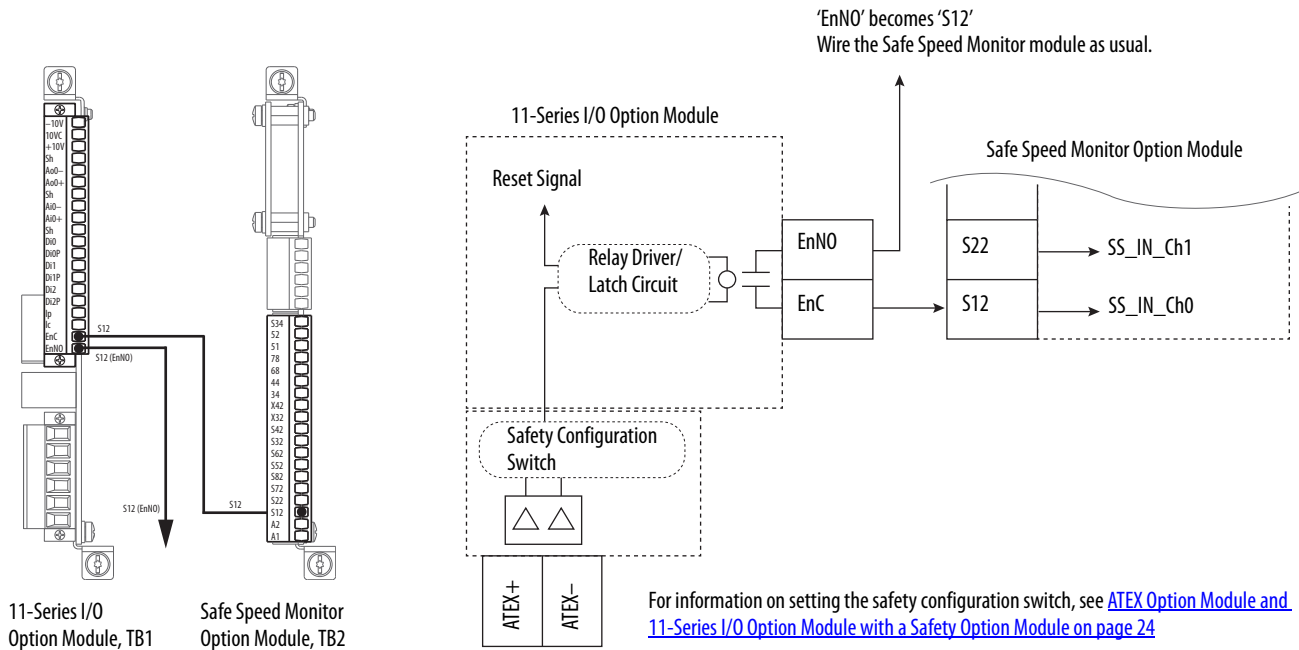 'EnNO' becomes 'S12'
Wire the Safe Speed Monitor module as usual.
11-Series I/O Option Module
Safe Speed Monitor Option Module
Reset Signal
Relay Driver/
Latch Circuit
EnNO
EnC
S22
S12
SS_IN_Ch1
SS_IN_Ch0
Safety Configuration
Switch
ATEX+
ATEX–
–10V
10VC
+10V
Sh
Ao0–
Ao0+
Sh
Ai0–
Ai0+
Sh
Di0
Di0P
Di1
Di1P
Di2
Di2P
Ip
Ic
EnC
EnNO
S12
S12 (EnNO)
S12 (EnNO)
S12
S34
S2
S1
78
68
44
34
X42
X32
S42
S32
S62
S52
S82
S72
S22
S12
A2
A1
11-Series I/O
Option Module, TB1
Safe Speed Monitor
Option Module, TB2
For information on setting the safety configuration switch, see ATEX Option Module and
11-Series I/O Option Module with a Safety Option Module on page 24